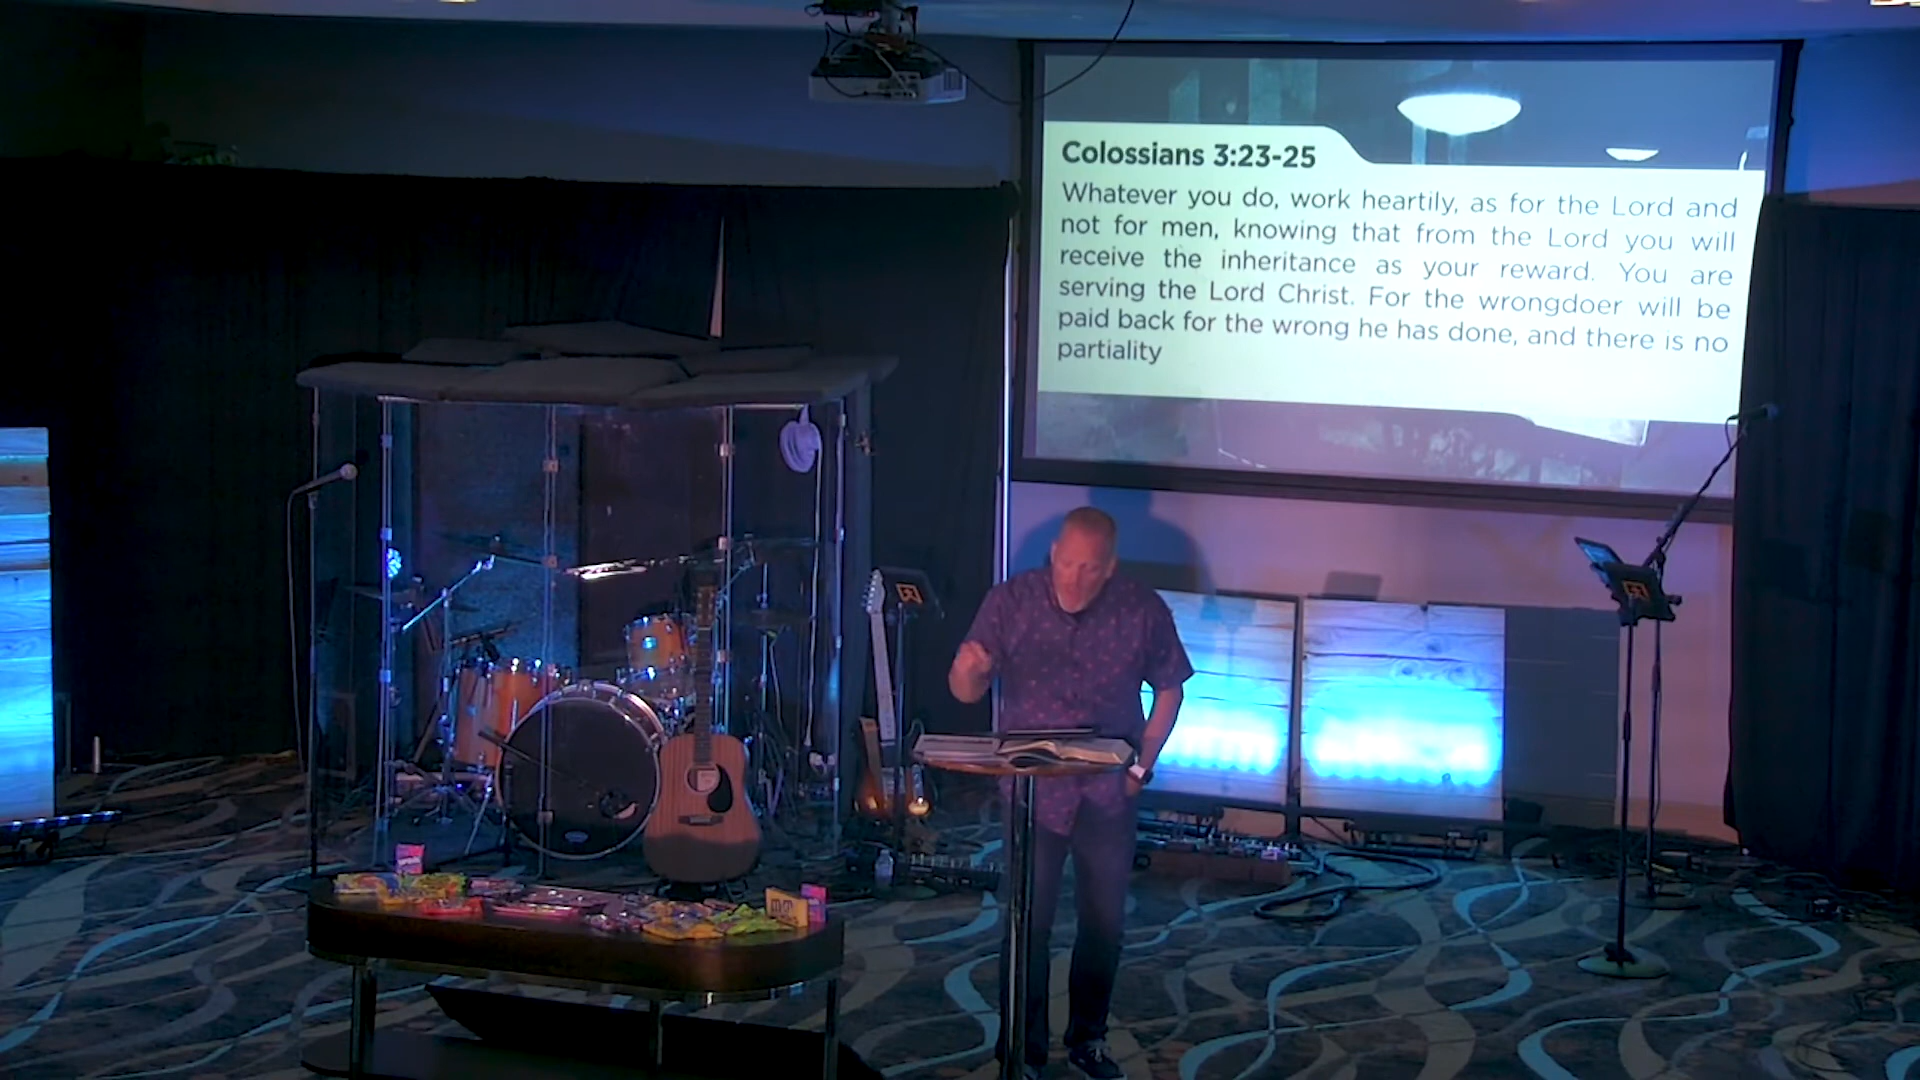 Colossians 3:23-25
Whatever you do, work heartily, as for the Lord and
not for men, knowing that from the Lord you will
receive the inheritance as your reward. You are
serving the Lord Christ. For the wrongdoer will be
paid back for the wrong he has done, and there is no
partiality